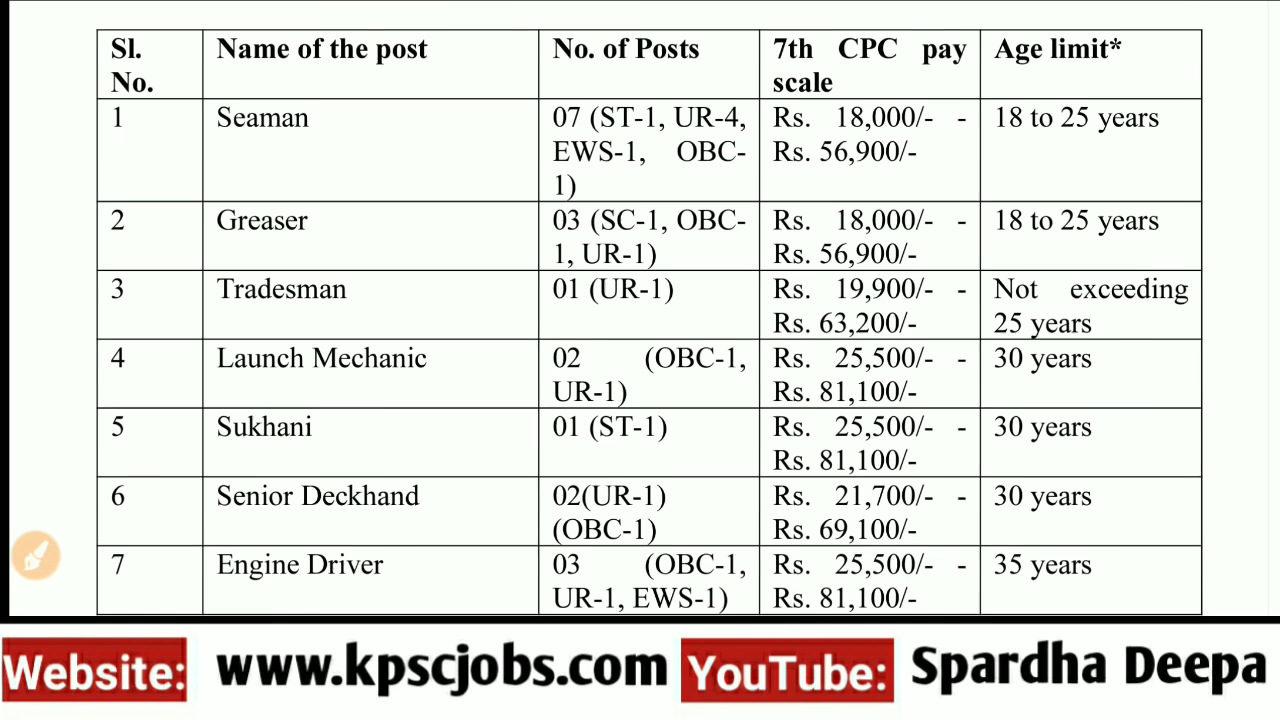 Sl. No. Name of the post No. of Posts 7th CPC pay scale Age limit*
1 Seaman 07 (ST-1, UR-4, EWS-1, OBC-1) Rs. 18,000/- - Rs. 56,900/- 18 to 25 years
2 Greaser 03 (SC-1, OBC-1, UR-1) Rs. 18,000/- - Rs. 56,900/- 18 to 25 years
3 Tradesman 01 (UR-1) Rs. 19,900/- - Rs. 63,200/- Not exceeding 25 years
4 Launch Mechanic 02 (OBC-1, UR-1) Rs. 25,500/- - Rs. 81,100/- 30 years
5 Sukhani 01 (ST-1) Rs. 25,500/- - Rs. 81,100/- 30 years
6 Senior Deckhand 02(UR-1) (OBC-1) Rs. 21,700/- - Rs. 69,100/- 30 years
7 Engine Driver 03 (OBC-1, UR-1, EWS-1) Rs. 25,500/- - Rs. 81,100/- 35 years
Website: www.kpscjobs.com YouTube: Spardha Deepa